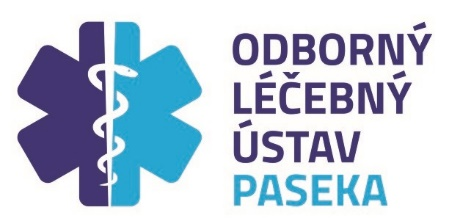 ODBORNÝ
LÉČEBNÝ
ÚSTAV
PASEKA